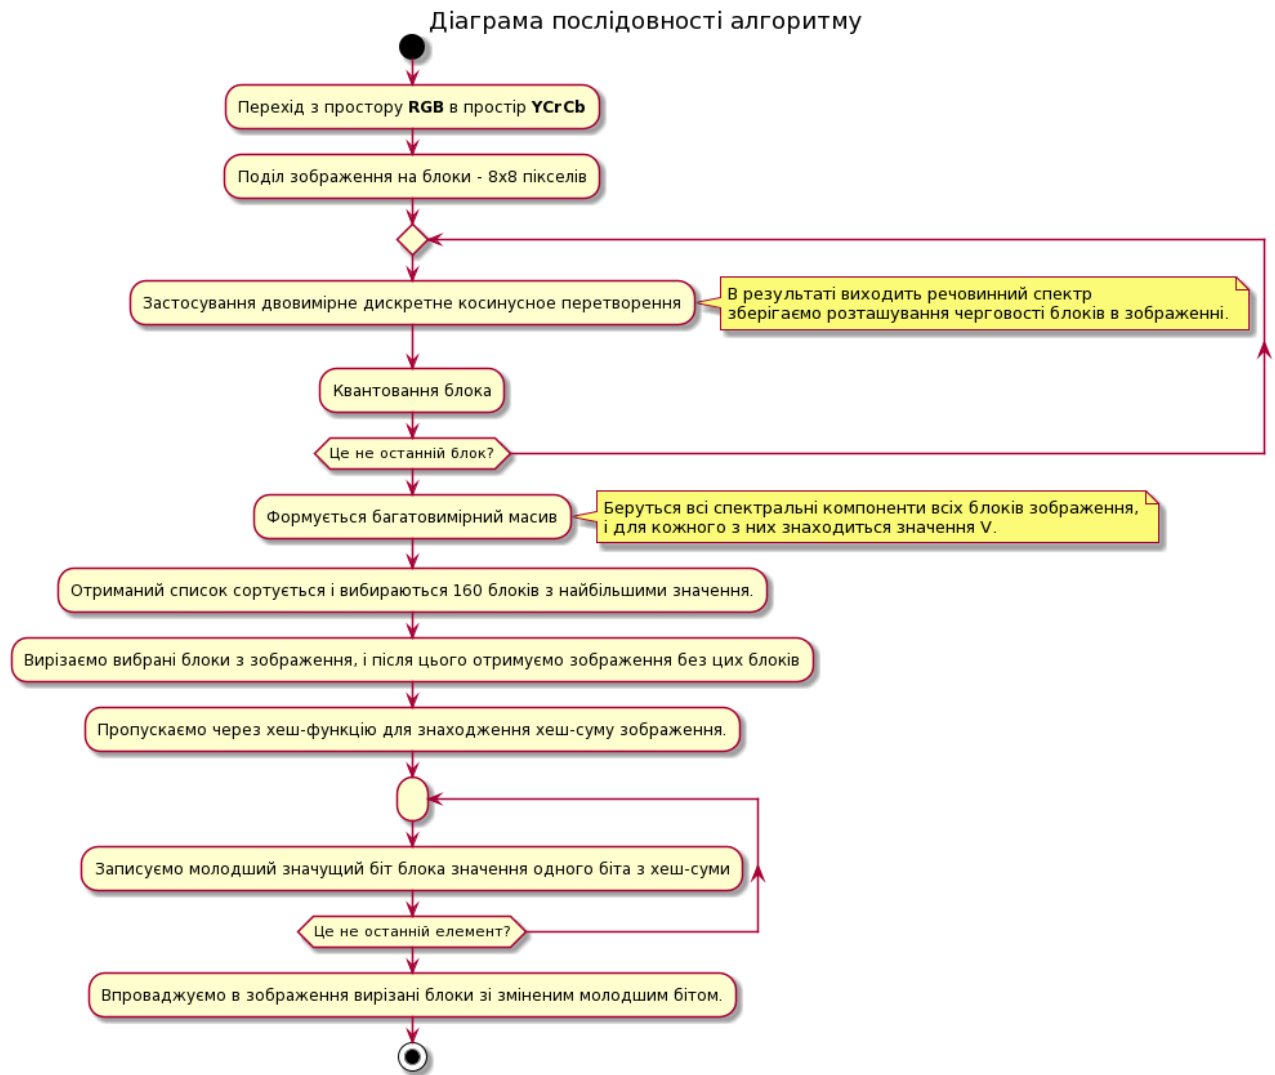 Діаграма послідовності алгоритму
Перехід з простору RGB в простір YCrCb
Поділ зображення на блоки - 8x8 пікселів
Застосування двовимірне дискретне косинусное перетворення
В результаті виходить речовинний спектр
зберігаємо розташування черговості блоків в зображенні.
Квантовання блока
Це не останній блок?
Формується багатовимірний масив
Беруться всі спектральні компоненти всіх блоків зображення,
і для кожного з них знаходиться значення V.
Отриманий список сортується і вибираються 160 блоків з найбільшими значення.
Вирізаємо вибрані блоки з зображення, і після цього отримуємо зображення без цих блоків
Пропускаємо через хеш-функцію для знаходження хеш-суму зображення.
Записуємо молодший значущий біт блока значення одного біта з хеш-суми
Це не останній елемент?
Впроваджуємо в зображення вирізані блоки зі зміненим молодшим бітом.